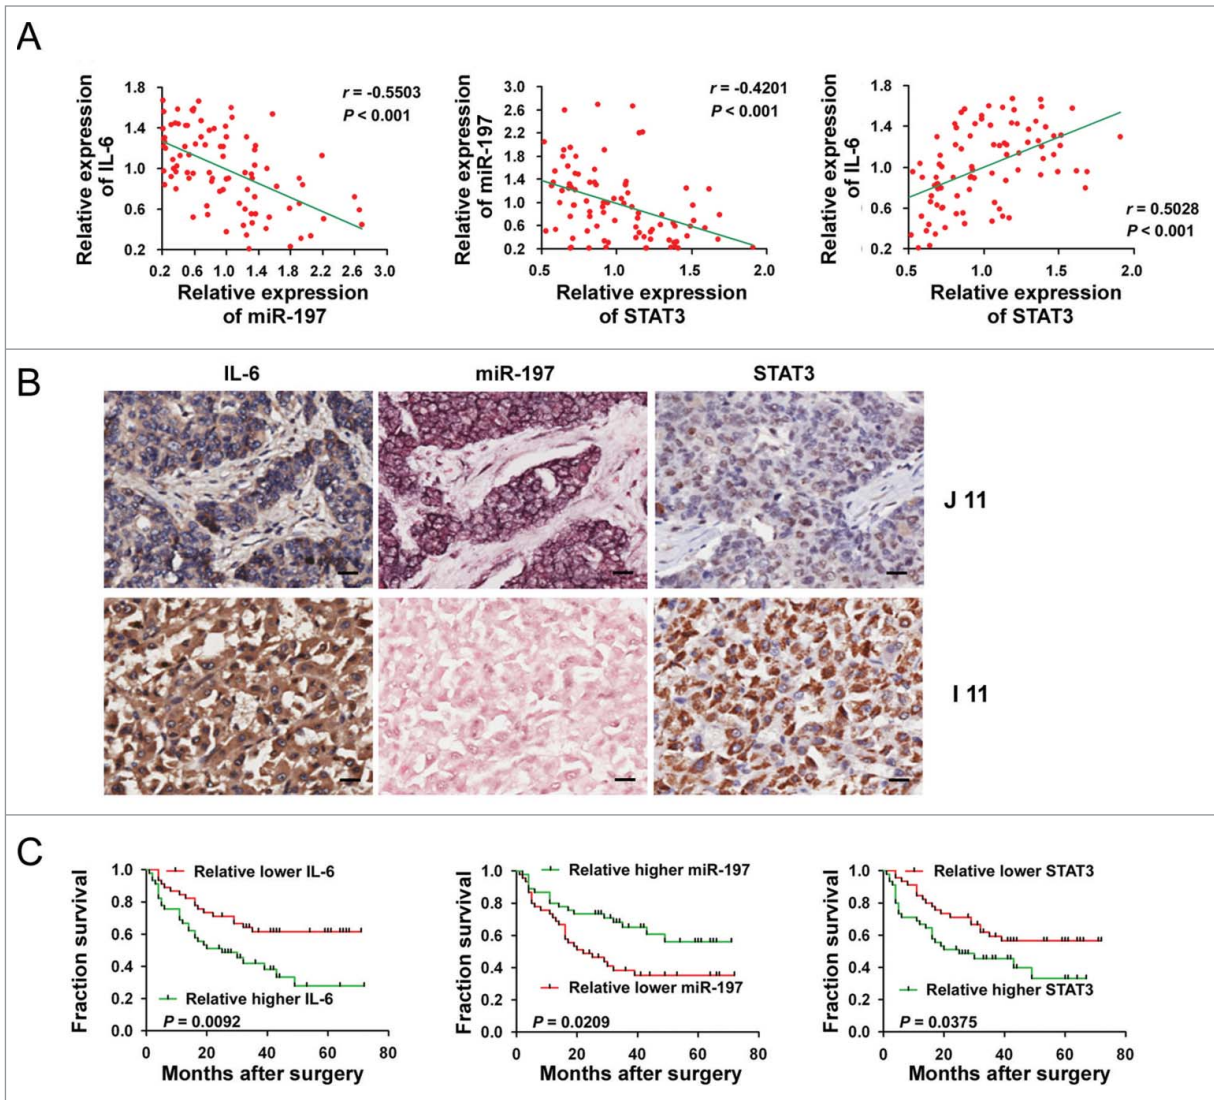 A
Relative expression
of IL-6
1.8
1.4
1.0
0.6
0.2
0.2 0.6 1.0 1.4 1.8 2.2 2.6 3.0
r = -0.5503
P < 0.001
Relative expression
of miR-197
Relative expression
of miR-197
3.0
2.6
2.2
1.8
1.4
1.0
0.6
0.2
0.5 1.0 1.5 2.0
r = -0.4201
P < 0.001
Relative expression
of STAT3
Relative expression
of IL-6
1.8
1.4
1.0
0.6
0.2
0.5 1.0 1.5 2.0
r = 0.5028
P < 0.001
Relative expression
of STAT3
B
IL-6 miR-197 STAT3
J 11
I 11
C
Fraction survival
1.0
0.8
0.6
0.4
0.2
0.0
0 20 40 60 80
Relative lower IL-6
Relative higher IL-6
P = 0.0092
Months after surgery
Fraction survival
1.0
0.8
0.6
0.4
0.2
0.0
0 20 40 60 80
Relative higher miR-197
Relative lower miR-197
P = 0.0209
Months after surgery
Fraction survival
1.0
0.8
0.6
0.4
0.2
0.0
0 20 40 60 80
Relative lower STAT3
Relative higher STAT3
P = 0.0375
Months after surgery